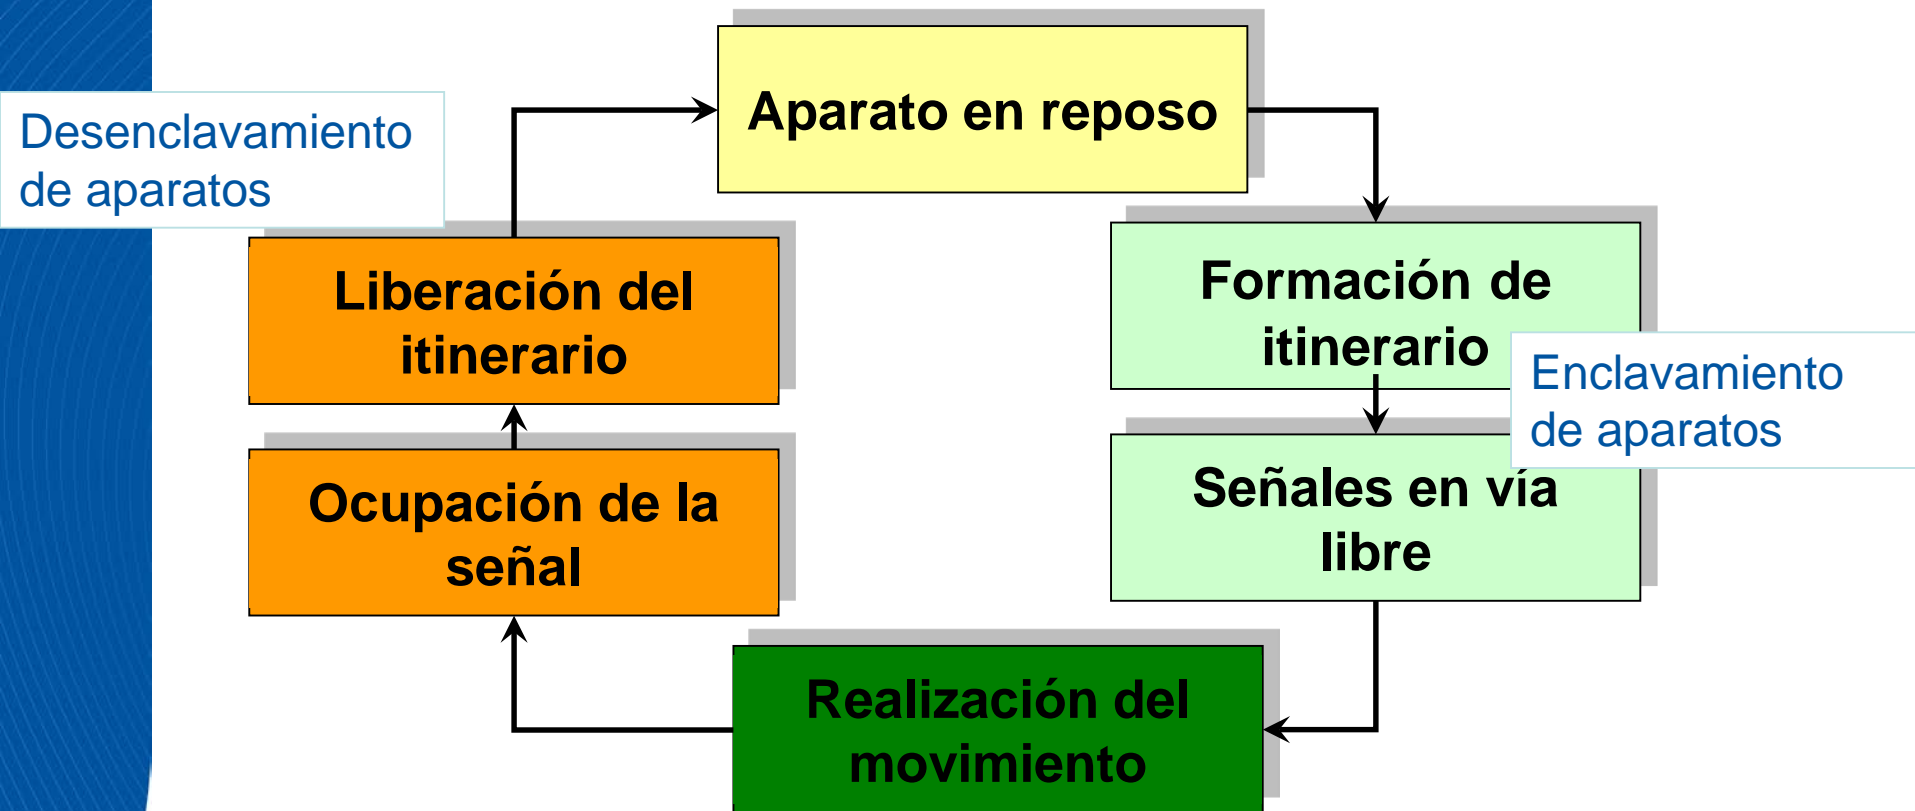 Aparato en reposo
Desenclavamiento
de aparatos
Formación de
itinerario
Liberación del
itinerario
Enclavamiento
de aparatos
Señales en vía
libre
Ocupación de la
señal
Realización del
movimiento